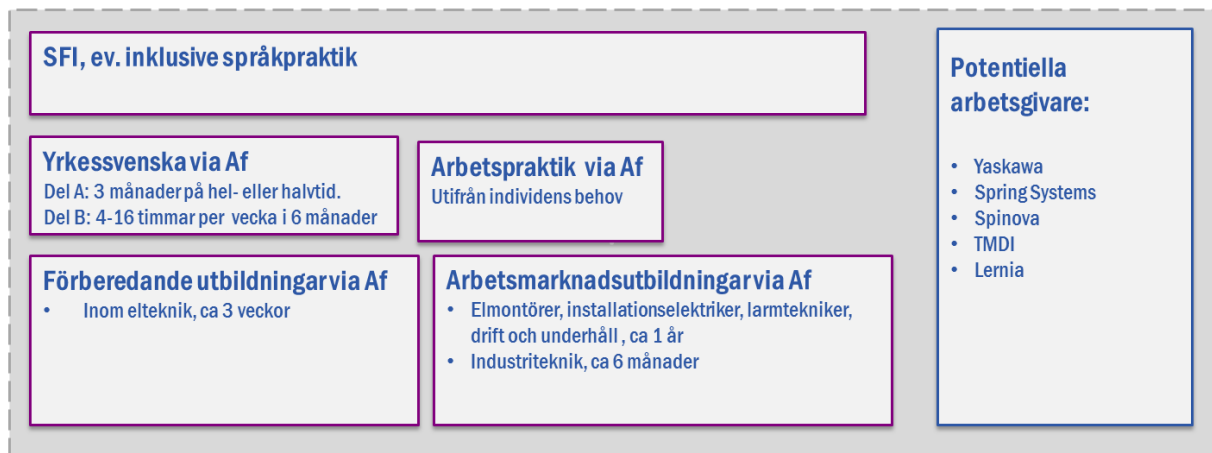 SFI, ev. inklusive språkpraktik
Yrkessvenska via Af
Del A: 3 månader på hel- eller halvtid.
Del B: 4-16 timmar per vecka i 6 månader
Arbetspraktik via Af
Utifrån individens behov
Förberedande utbildningar via Af
• Inom elteknik, ca 3 veckor
Arbetsmarknadsutbildningar via Af
• Elmontörer, installationselektriker, larmtekniker,
drift och underhåll , ca 1 år
• Industriteknik, ca 6 månader
Potentiella
arbetsgivare:
• Yaskawa
• Spring Systems
• Spinova
• TMDI
• Lernia